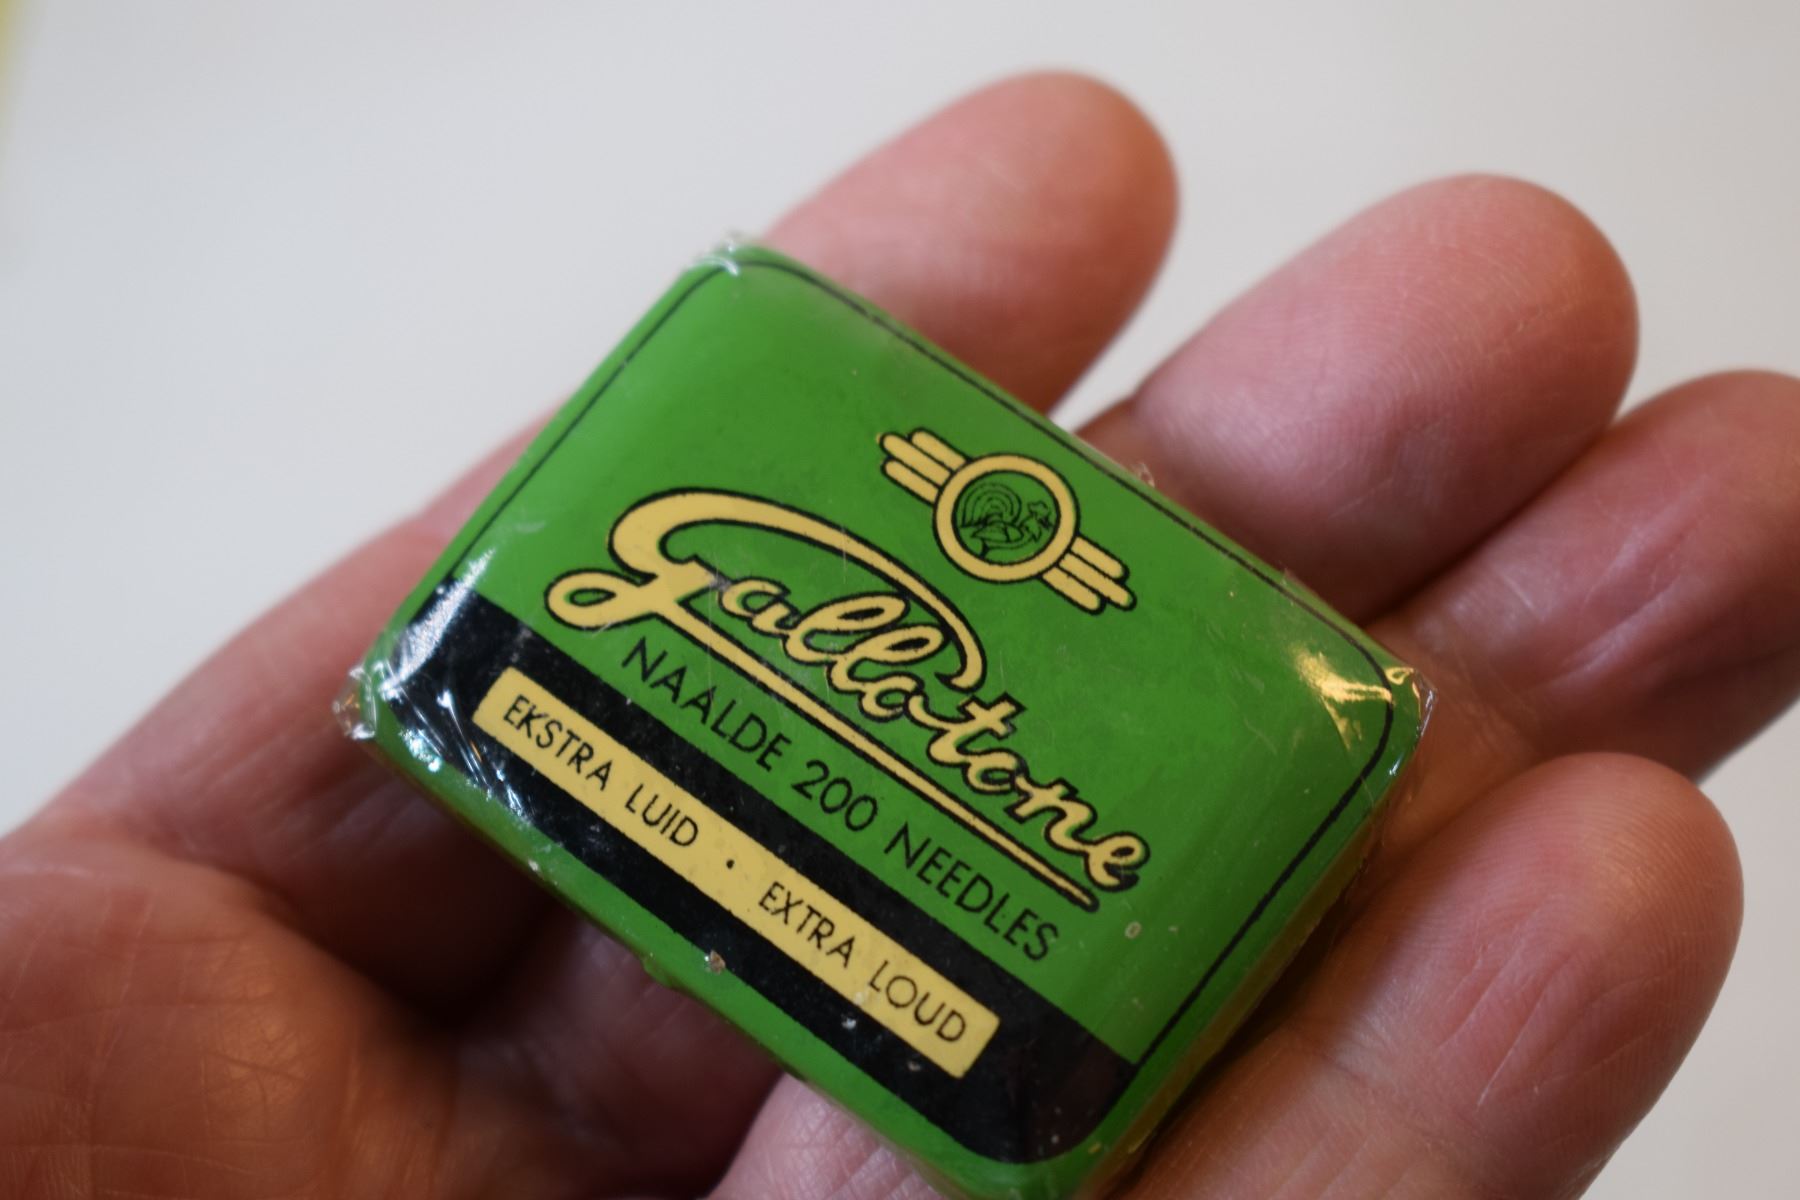 Gallotone
NAALDE 200 NEEDLES
EKSTRA LUID · EXTRA LOUD